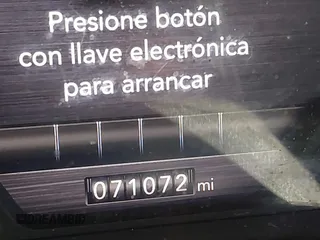 Presione botón
con llave electrónica
para arrancar
071072 mi